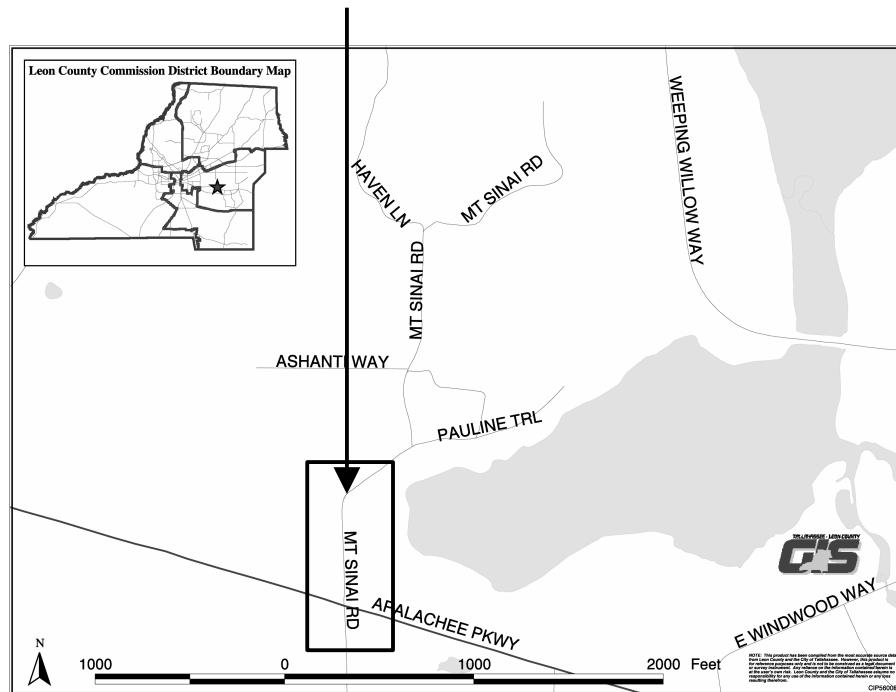 Leon County Commission District Boundary Map
WEEPING WILLOW WAY
HAVEN LN
MT SINAI RD
MT SINAI RD
ASHANTI WAY
PAULINE TRL
MT SINAI RD
APALACHEE PKWY
E WINDWOOD WAY
TALLAHASSEE - LEON COUNTY
GIS
N
1000 0 1000 2000 Feet
NOTE: This product has been compiled from the most accurate source data
from Leon County and the City of Tallahassee. However, this product is
for reference purposes only and is not to be construed as a legal document
or survey instrument. Any reliance on the information contained herein is
at the user's own risk. Leon County and the City of Tallahassee assume no
responsibility for any use of the information contained herein or any loss
resulting therefrom.